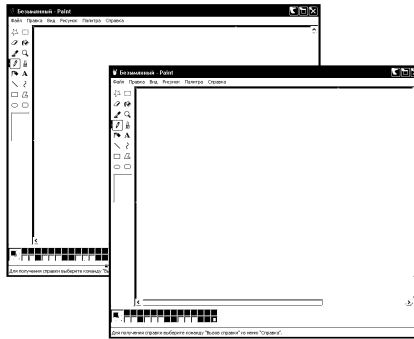 Безымянный - Paint
Файл Правка Вид Рисунок Палитра Справка
Для получения справки выберите команду "Вы
Безымянный - Paint
Файл Правка Вид Рисунок Палитра Справка
Для получения справки выберите команду "Вызов справки" из меню "Справка".